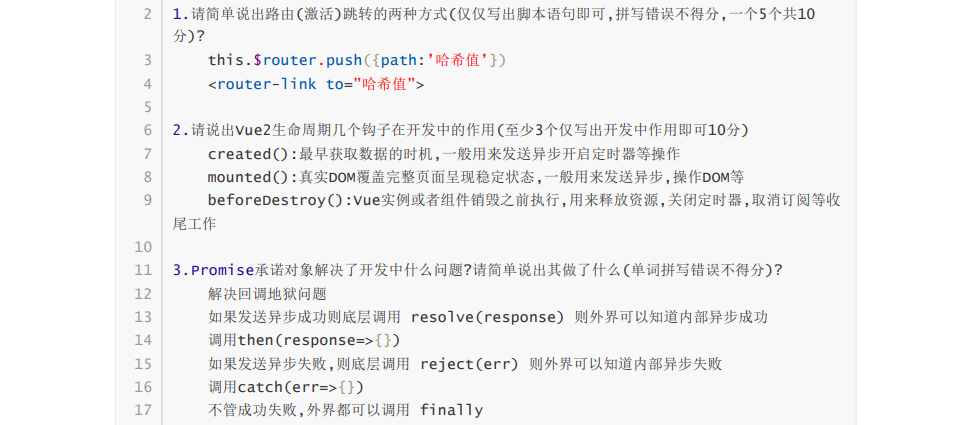 2 1.请简单说出路由(激活)跳转的两种方式(仅仅写出脚本语句即可,拼写错误不得分,一个5个共10
分)?
3 this.$router.push({path:'哈希值'})
4 <router-link to="哈希值">
5
6 2.请说出Vue2生命周期几个钩子在开发中的作用(至少3个仅写出开发中作用即可10分)
7 created():最早获取数据的时机,一般用来发送异步开启定时器等操作
8 mounted():真实DOM覆盖完整页面呈现稳定状态,一般用来发送异步,操作DOM等
9 beforeDestroy():Vue实例或者组件销毁之前执行,用来释放资源,关闭定时器,取消订阅等收
尾工作
10
11 3.Promise承诺对象解决了开发中什么问题?请简单说出其做了什么(单词拼写错误不得分)?
12 解决回调地狱问题
13 如果发送异步成功则底层调用 resolve(response) 则外界可以知道内部异步成功
14 调用then(response=>{})
15 如果发送异步失败,则底层调用 reject(err) 则外界可以知道内部异步失败
16 调用catch(err=>{})
17 不管成功失败,外界都可以调用 finally